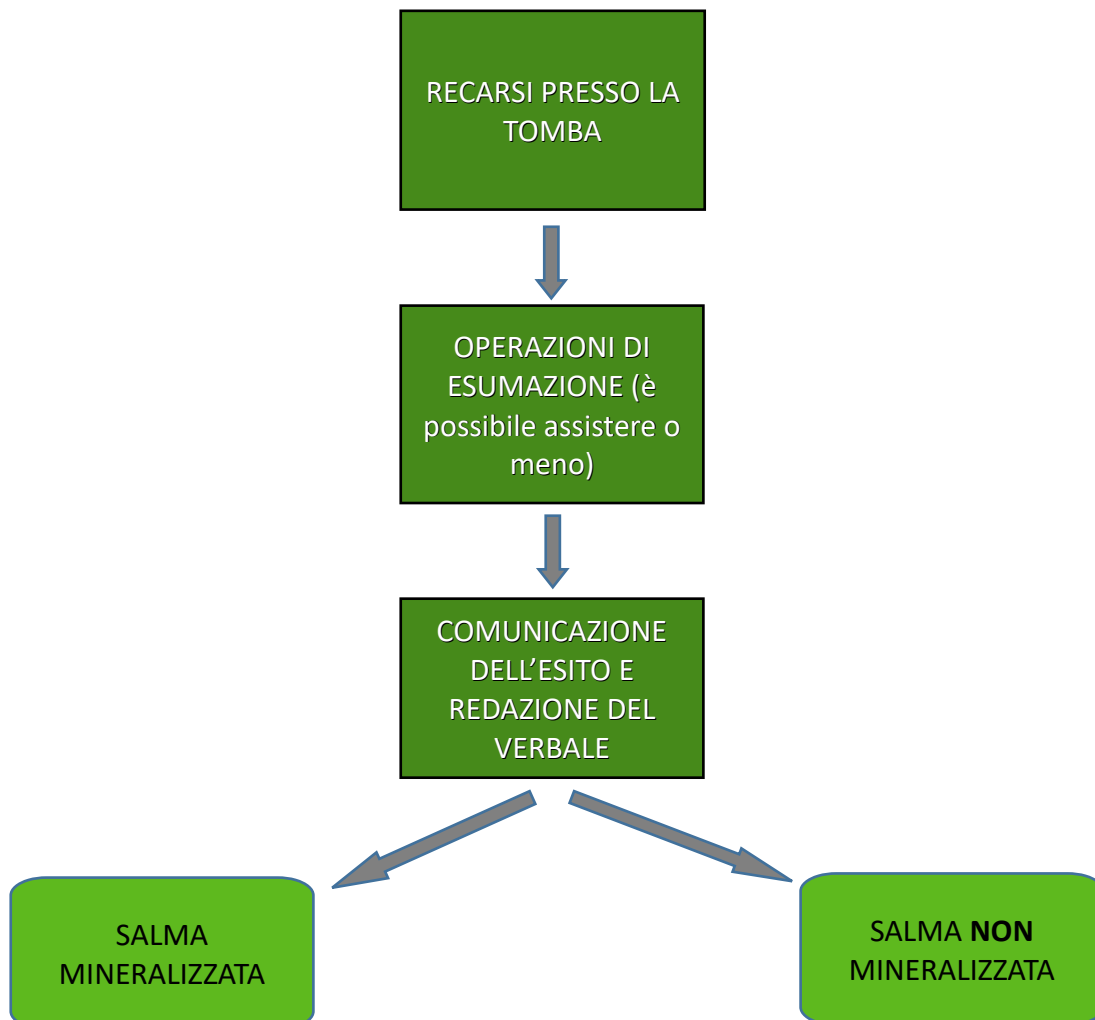 RECARSI PRESSO LA
TOMBA
OPERAZIONI DI
ESUMAZIONE (è
possibile assistere o
meno)
COMUNICAZIONE
DELL’ESITO E
REDAZIONE DEL
VERBALE
SALMA
MINERALIZZATA
SALMA NON
MINERALIZZATA